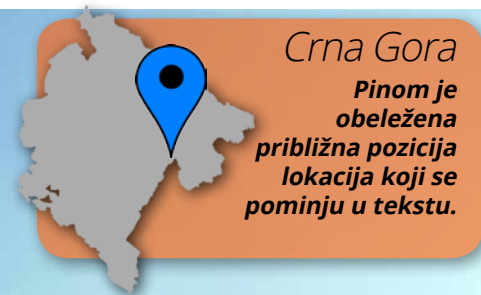 Crna Gora
Pinom je
obeležena
približna pozicija
lokacija koji se
pominju u tekstu.